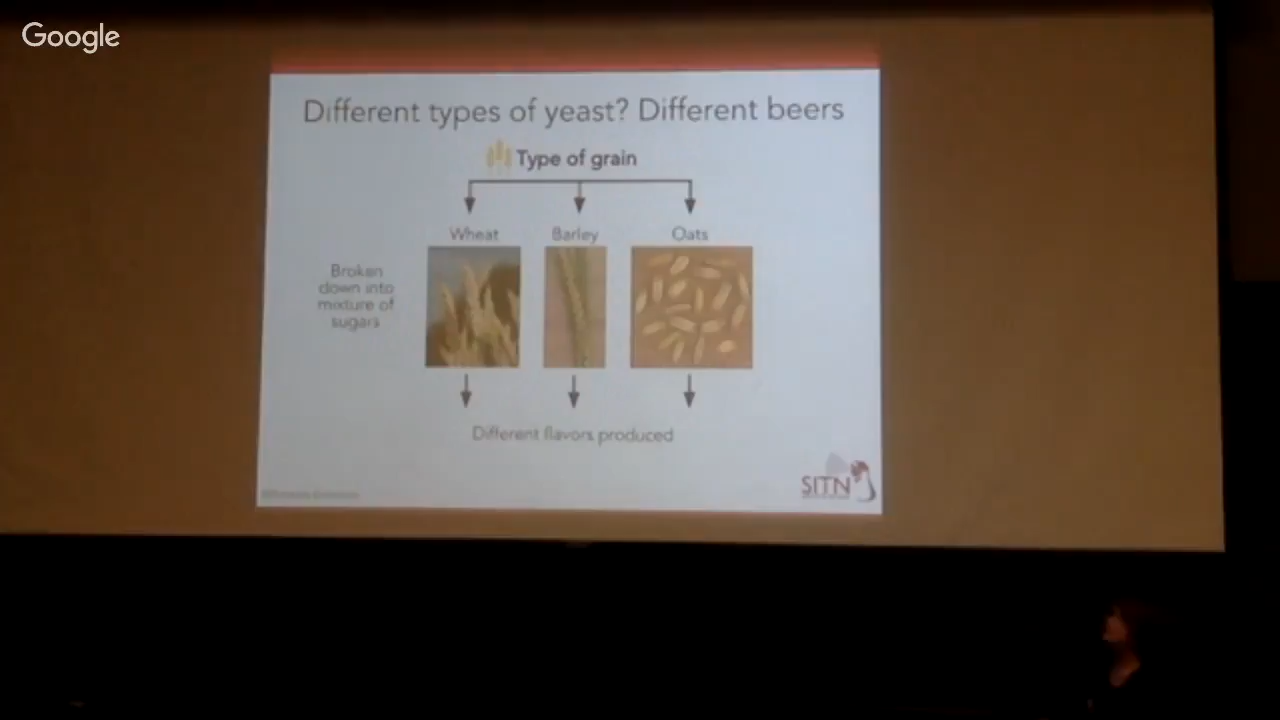 Google
Different types of yeast? Different beers
Type of grain
Wheat Barley Oats
Broken
down into
mixture of
sugars
Different flavors produced
SITN